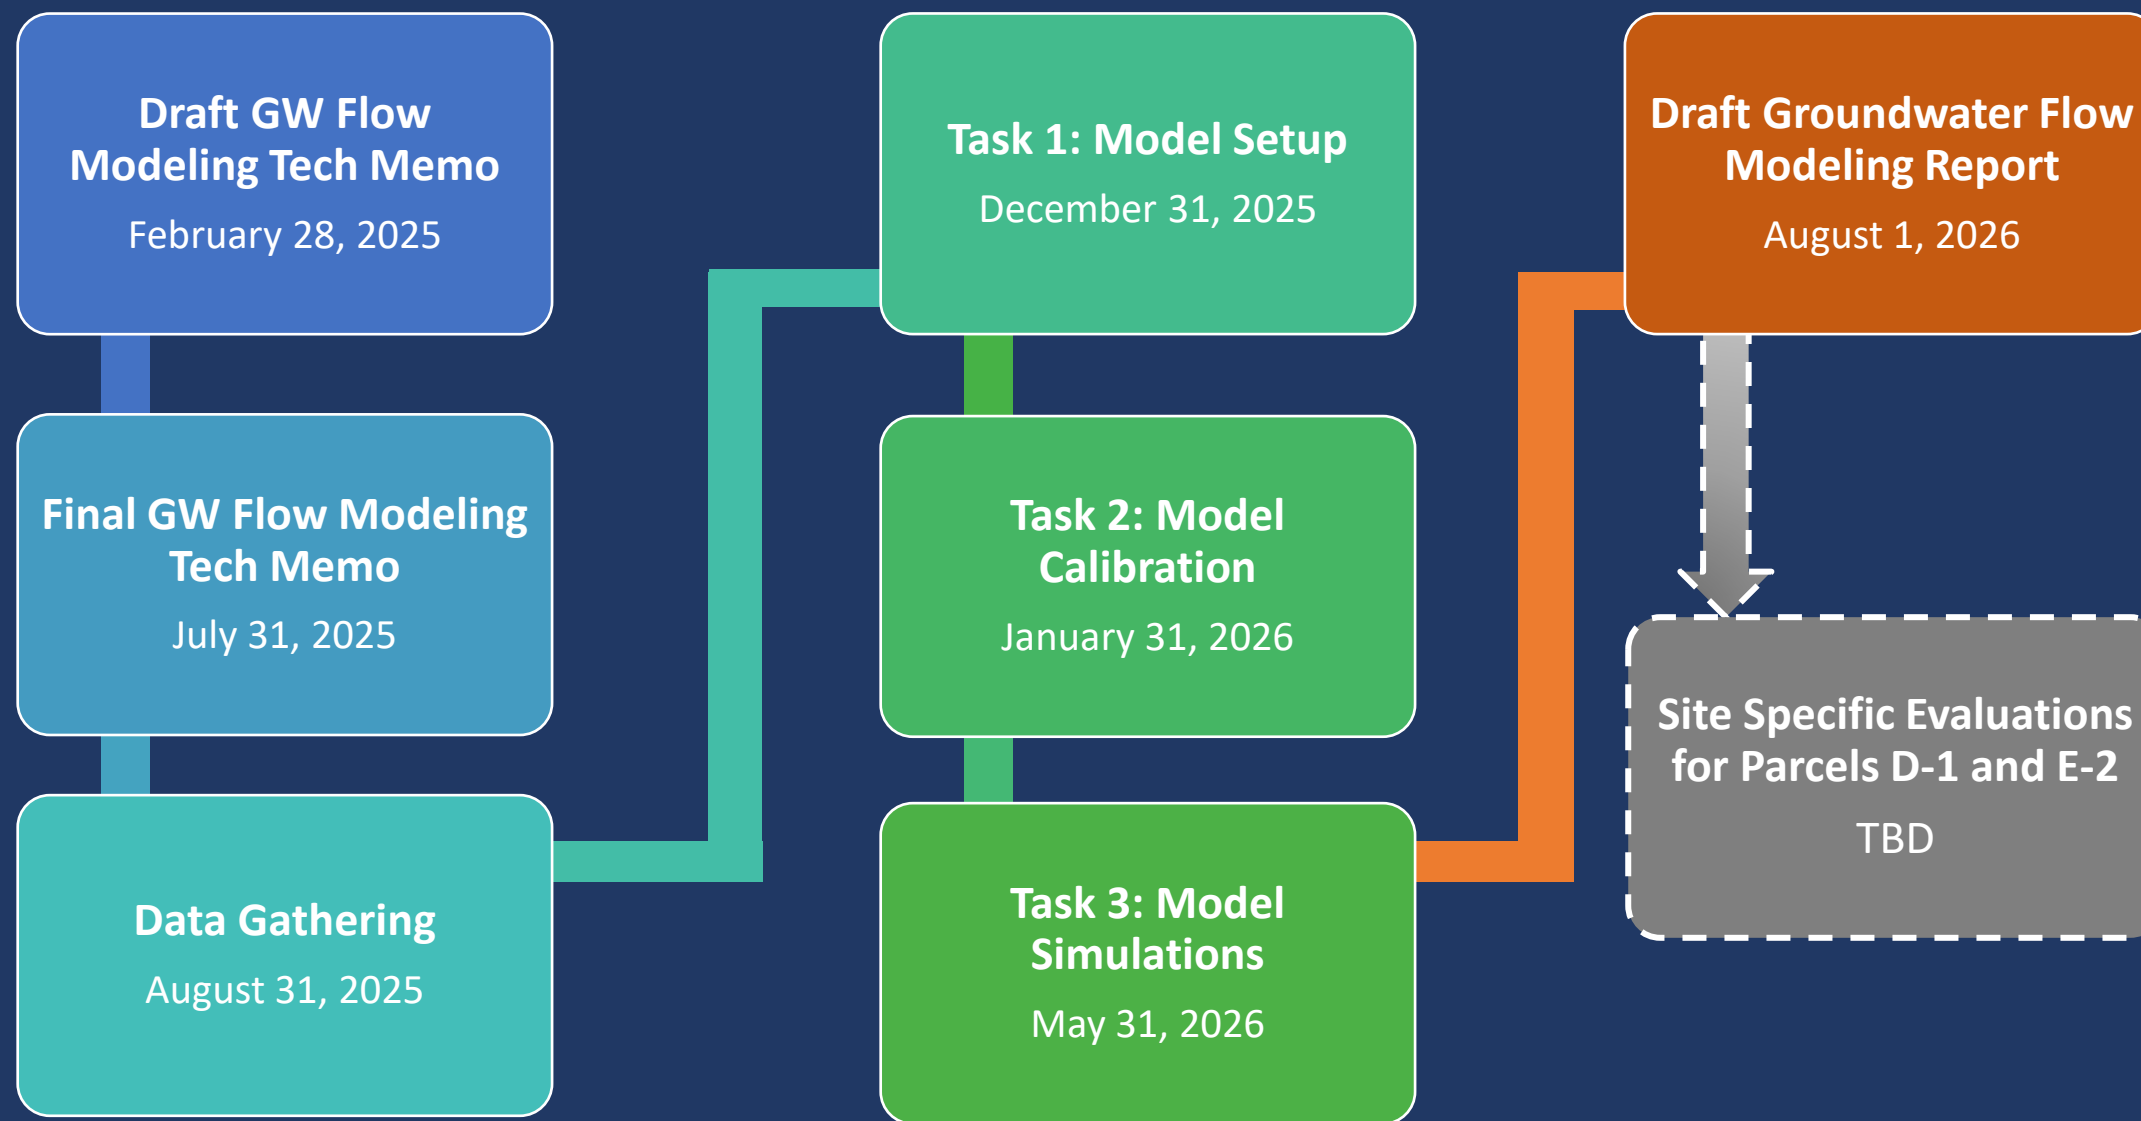 Draft GW Flow
Modeling Tech Memo
February 28, 2025
Final GW Flow Modeling
Tech Memo
July 31, 2025
Data Gathering
August 31, 2025
Task 1: Model Setup
December 31, 2025
Task 2: Model
Calibration
January 31, 2026
Task 3: Model
Simulations
May 31, 2026
Draft Groundwater Flow
Modeling Report
August 1, 2026
Site Specific Evaluations
for Parcels D-1 and E-2
TBD